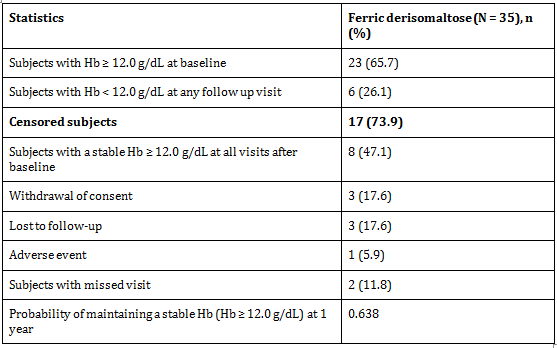 Statistics
Ferric derisomaltose (N = 35), n
(%)
Subjects with Hb ≥ 12.0 g/dL at baseline
23 (65.7)
Subjects with Hb < 12.0 g/dL at any follow up visit
6 (26.1)
Censored subjects
17 (73.9)
Subjects with a stable Hb ≥ 12.0 g/dL at all visits after
baseline
8 (47.1)
Withdrawal of consent
3 (17.6)
Lost to follow-up
3 (17.6)
Adverse event
1 (5.9)
Subjects with missed visit
2 (11.8)
Probability of maintaining a stable Hb (Hb ≥ 12.0 g/dL) at 1
year
0.638